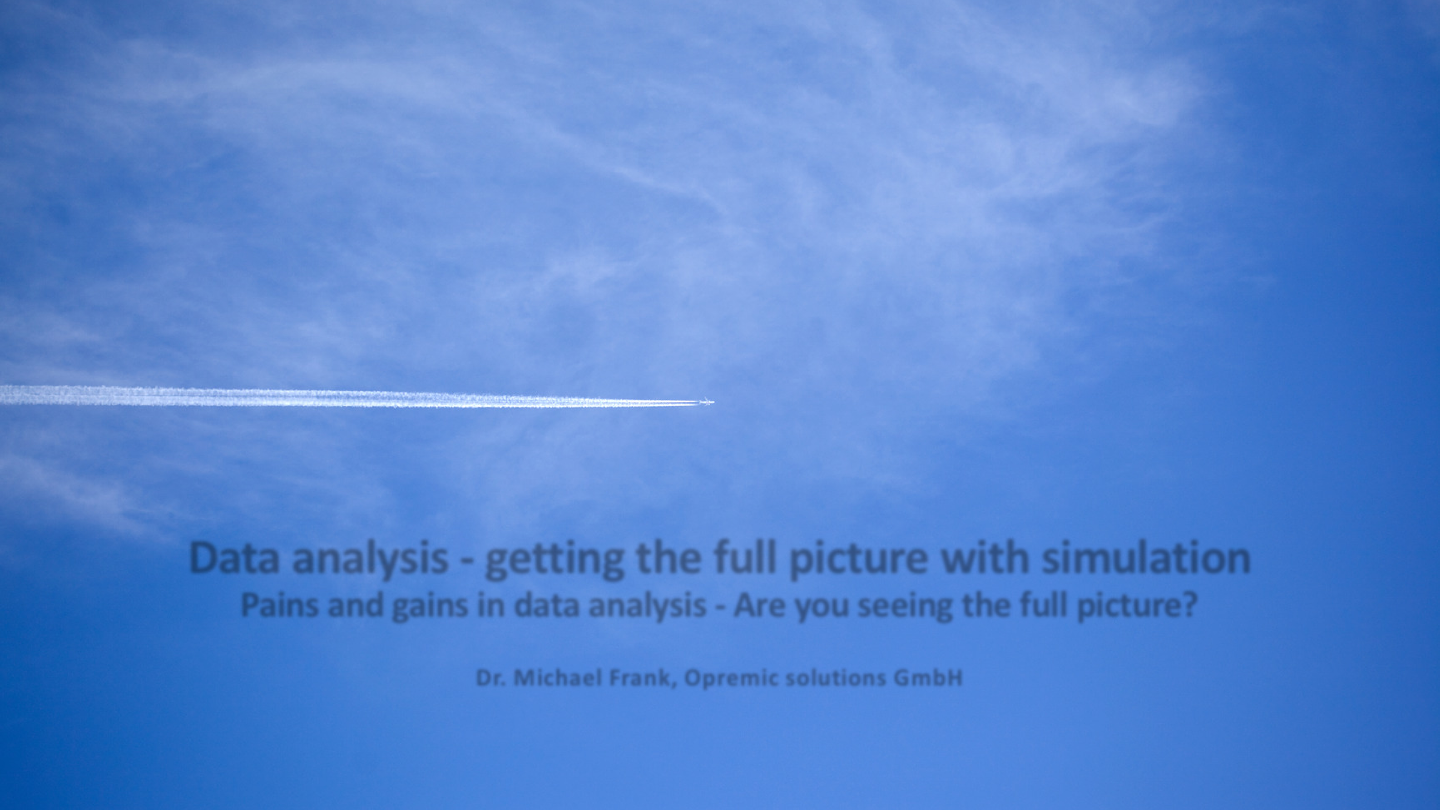 Data analysis - getting the full picture with simulation
Pains and gains in data analysis - Are you seeing the full picture?
Dr. Michael Frank, Opremic solutions GmbH